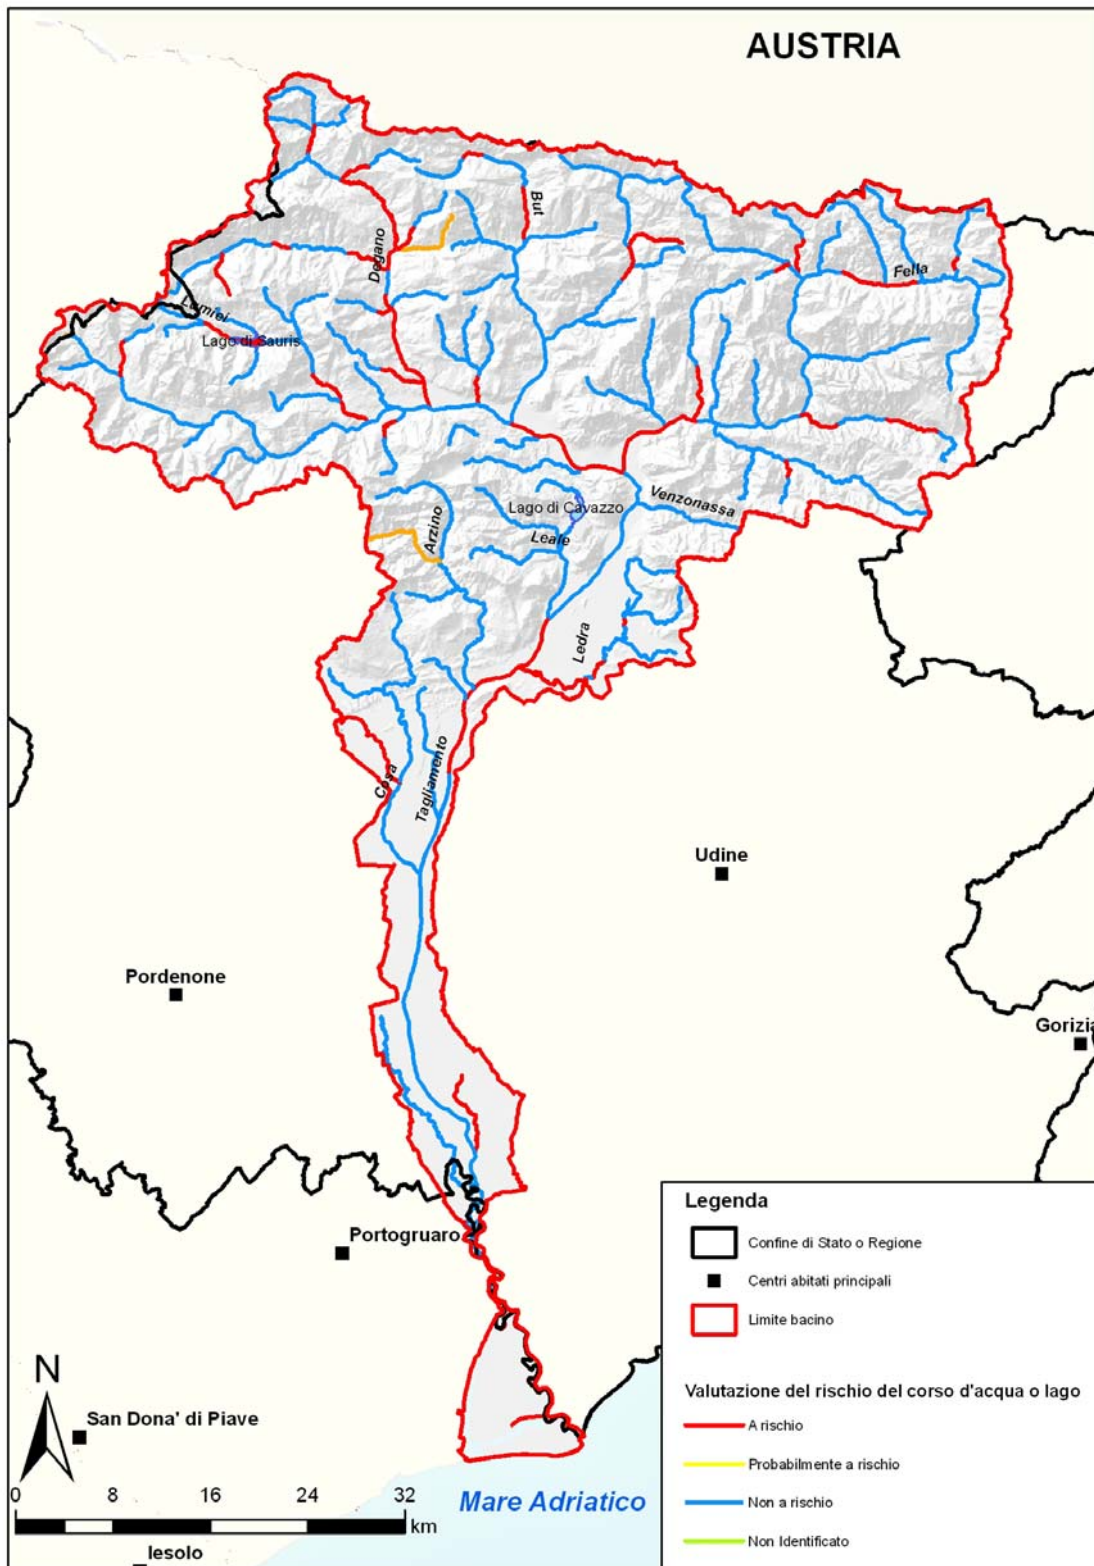 AUSTRIA
But
Degano
Fella
Lumiei
Lago di Sauris
Arzino
Lago di Cavazzo
Venzonassa
Leale
Ledra
Cosa
Tagliamento
Udine
Pordenone
Gorizia
Portogruaro
San Dona' di Piave
Iesolo
Mare Adriatico
N
0 8 16 24 32
km
Legenda
Confine di Stato o Regione
Centri abitati principali
Limite bacino
Valutazione del rischio del corso d'acqua o lago
A rischio
Probabilmente a rischio
Non a rischio
Non Identificato